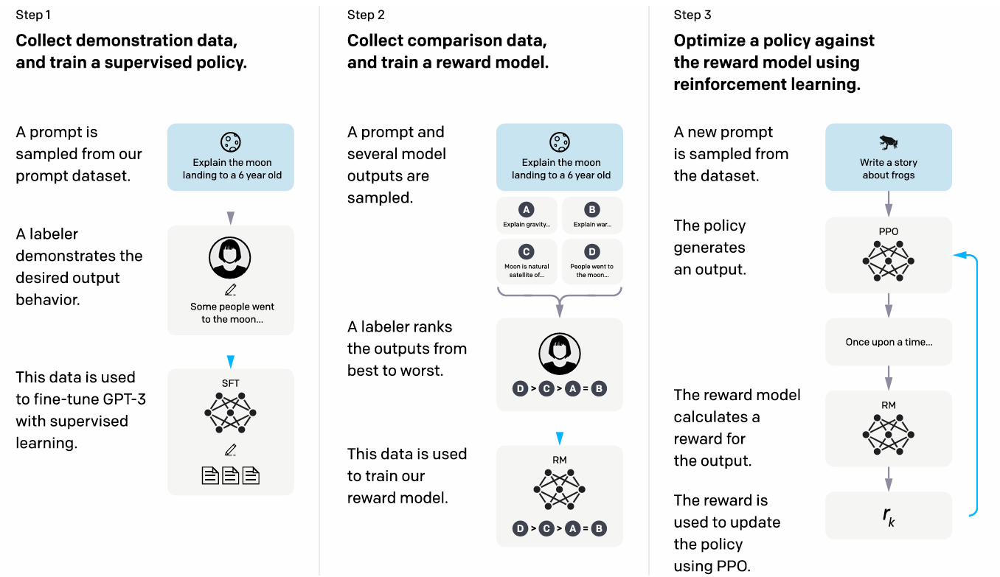 Step 1
Collect demonstration data,
and train a supervised policy.
A prompt is
sampled from our
prompt dataset.
Explain the moon
landing to a 6 year old
A labeler
demonstrates the
desired output
behavior.
Some people went
to the moon...
This data is used
to fine-tune GPT-3
with supervised
learning.
SFT
Step 2
Collect comparison data,
and train a reward model.
A prompt and
several model
outputs are
sampled.
Explain the moon
landing to a 6 year old
A
Explain gravity...
B
Explain war...
C
Moon is natural
satellite of...
D
People went to
the moon...
A labeler ranks
the outputs from
best to worst.
D > C > A = B
This data is used
to train our
reward model.
RM
D > C > A = B
Step 3
Optimize a policy against
the reward model using
reinforcement learning.
A new prompt
is sampled from
the dataset.
Write a story
about frogs
The policy
generates
an output.
PPO
Once upon a time...
The reward model
calculates a
reward for
the output.
RM
The reward is
used to update
the policy
using PPO.
r_k